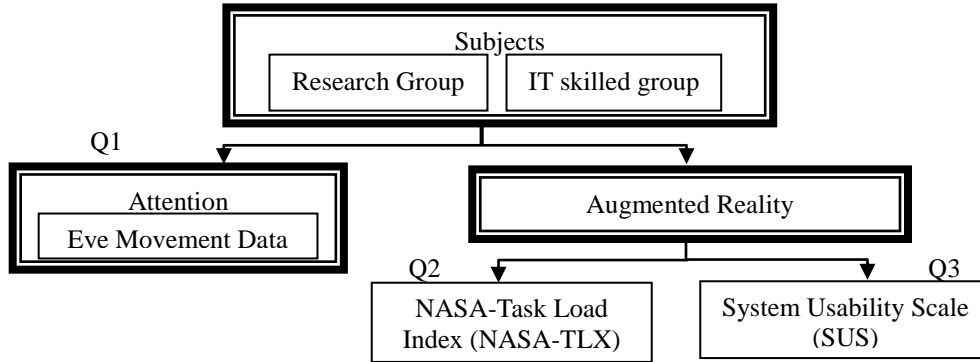 Subjects
Research Group
IT skilled group
Q1
Attention
Eve Movement Data
Augmented Reality
Q2
NASA-Task Load
Index (NASA-TLX)
Q3
System Usability Scale
(SUS)